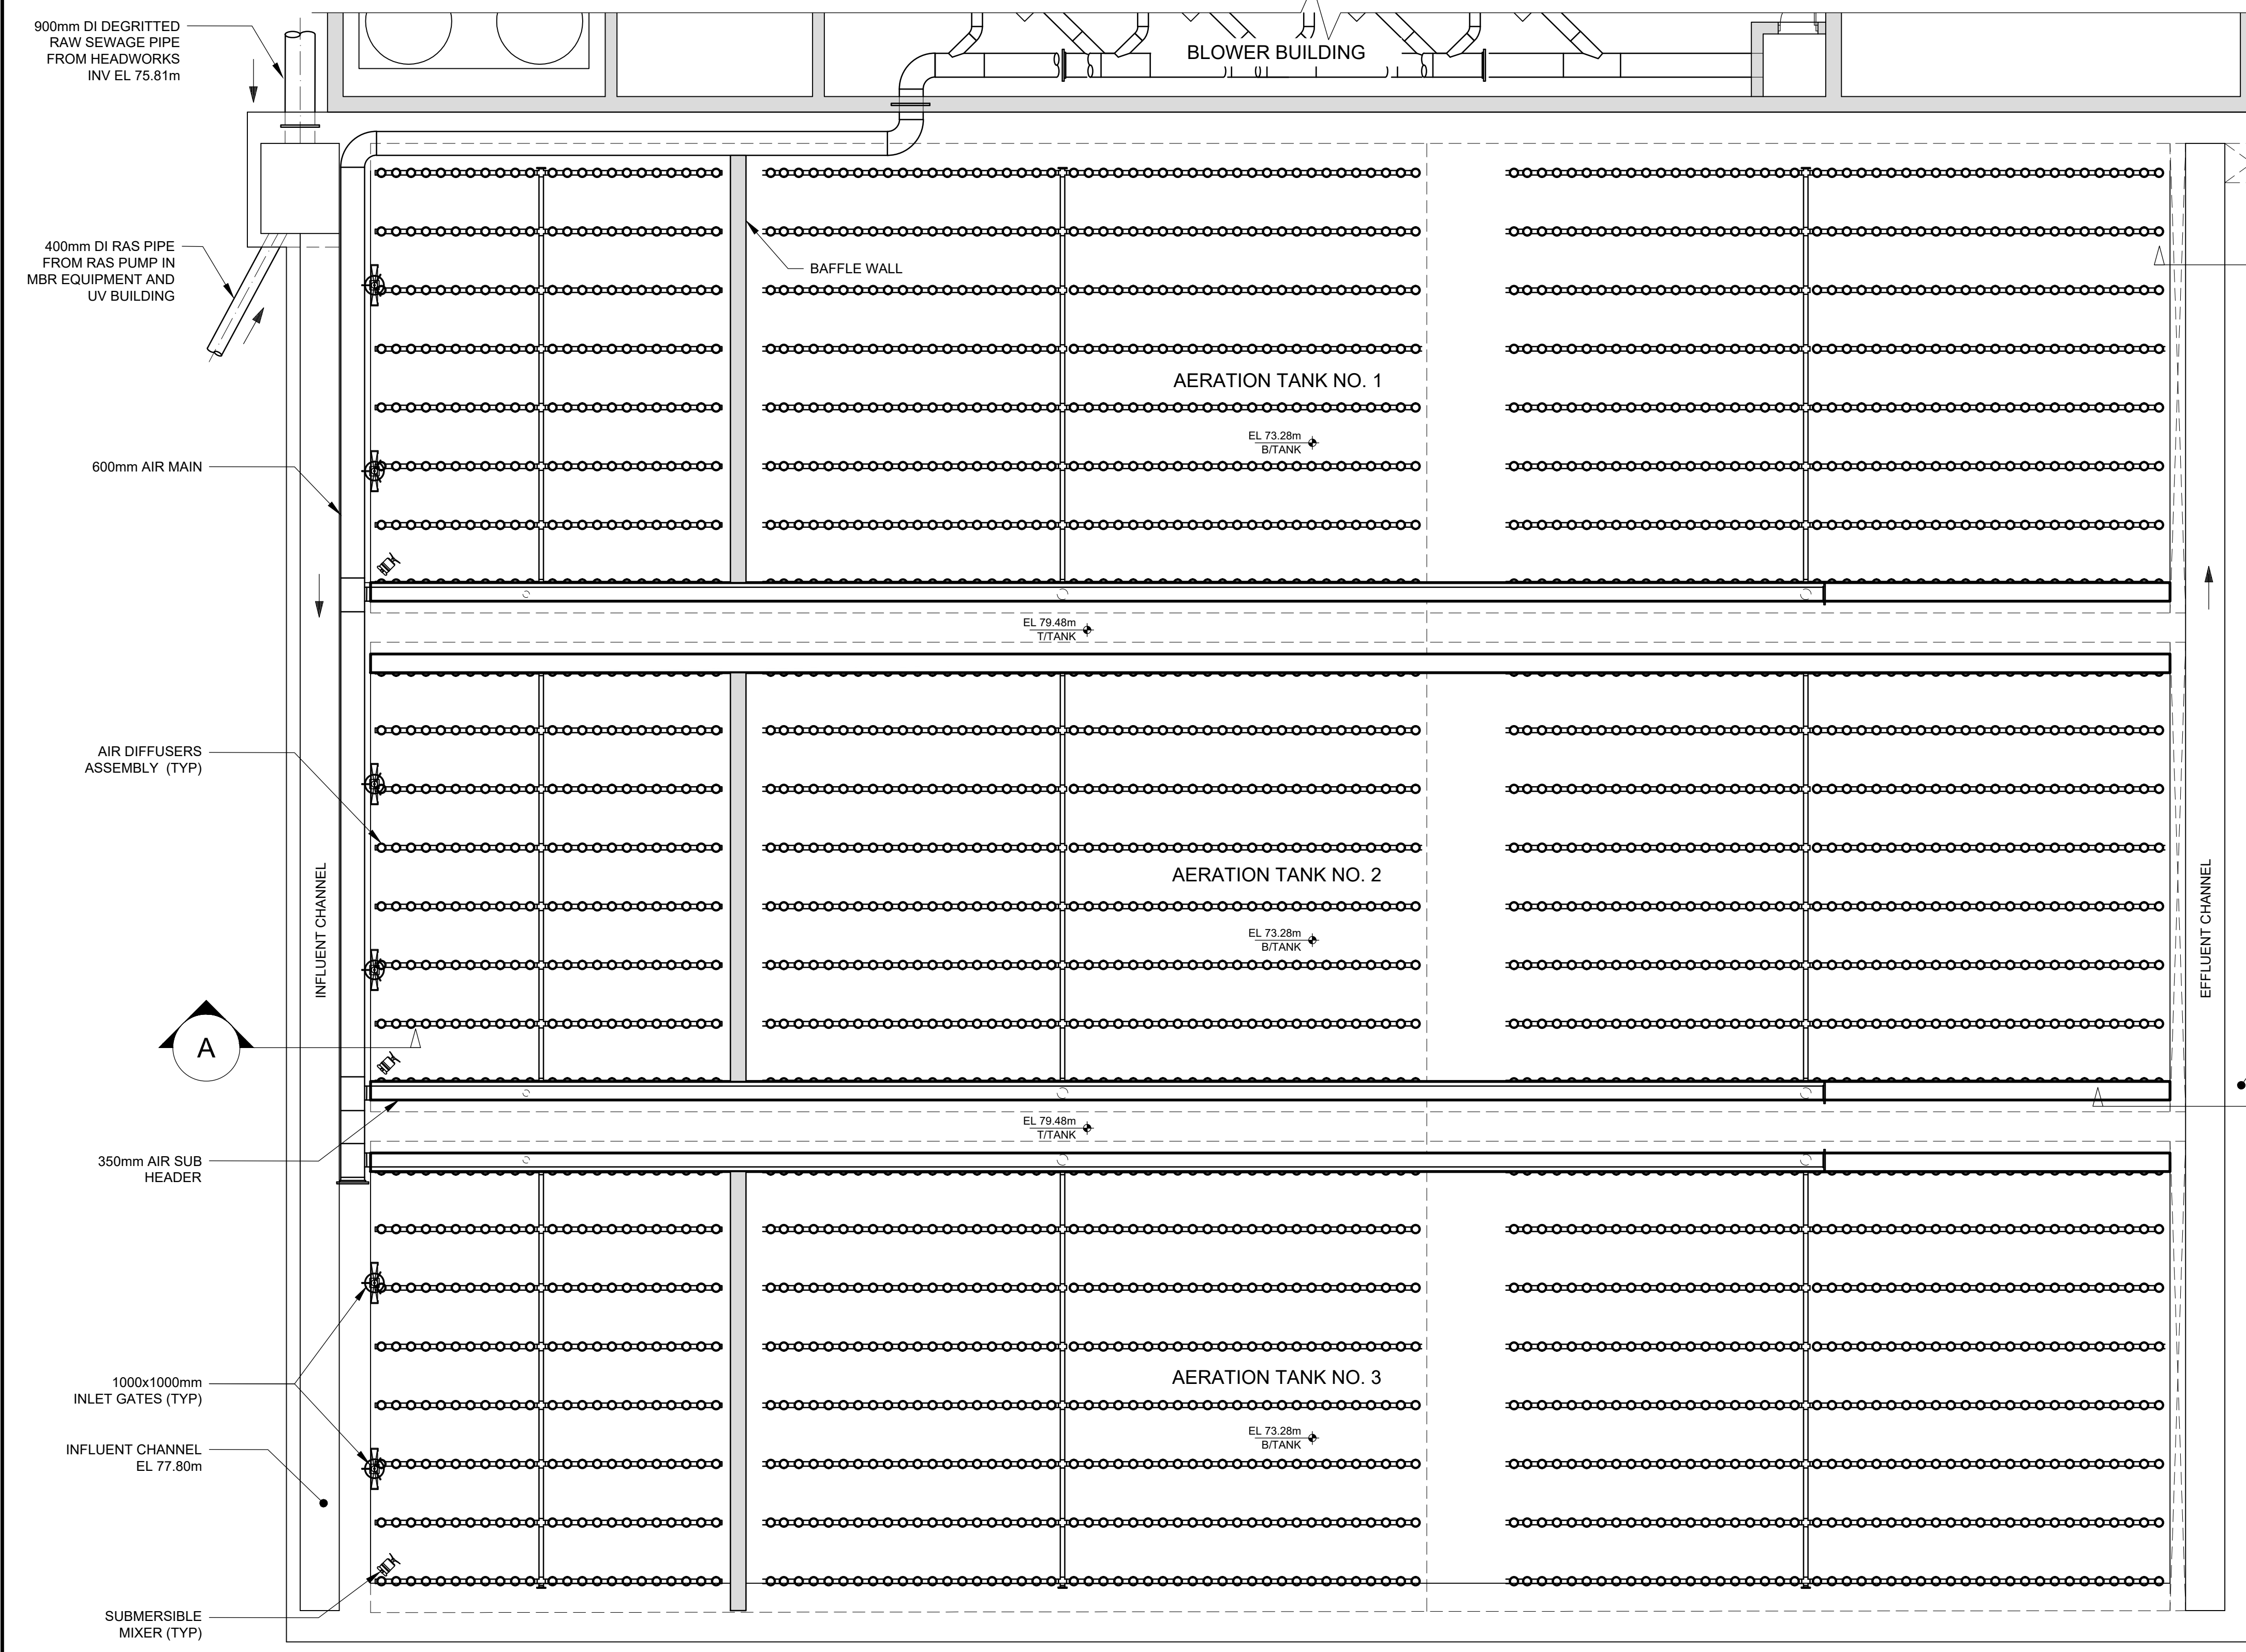 900mm DI DEGRITTED
RAW SEWAGE PIPE
FROM HEADWORKS
INV EL 75.81m
BLOWER BUILDING
400mm DI RAS PIPE
FROM RAS PUMP IN
MBR EQUIPMENT AND
UV BUILDING
BAFFLE WALL
AERATION TANK NO. 1
EL 73.28m
B/TANK
600mm AIR MAIN
EL 79.48m
T/TANK
AIR DIFFUSERS
ASSEMBLY (TYP)
AERATION TANK NO. 2
EL 73.28m
B/TANK
INFLUENT CHANNEL
EFFLUENT CHANNEL
A
EL 79.48m
T/TANK
350mm AIR SUB
HEADER
1000x1000mm
INLET GATES (TYP)
AERATION TANK NO. 3
EL 73.28m
B/TANK
INFLUENT CHANNEL
EL 77.80m
SUBMERSIBLE
MIXER (TYP)